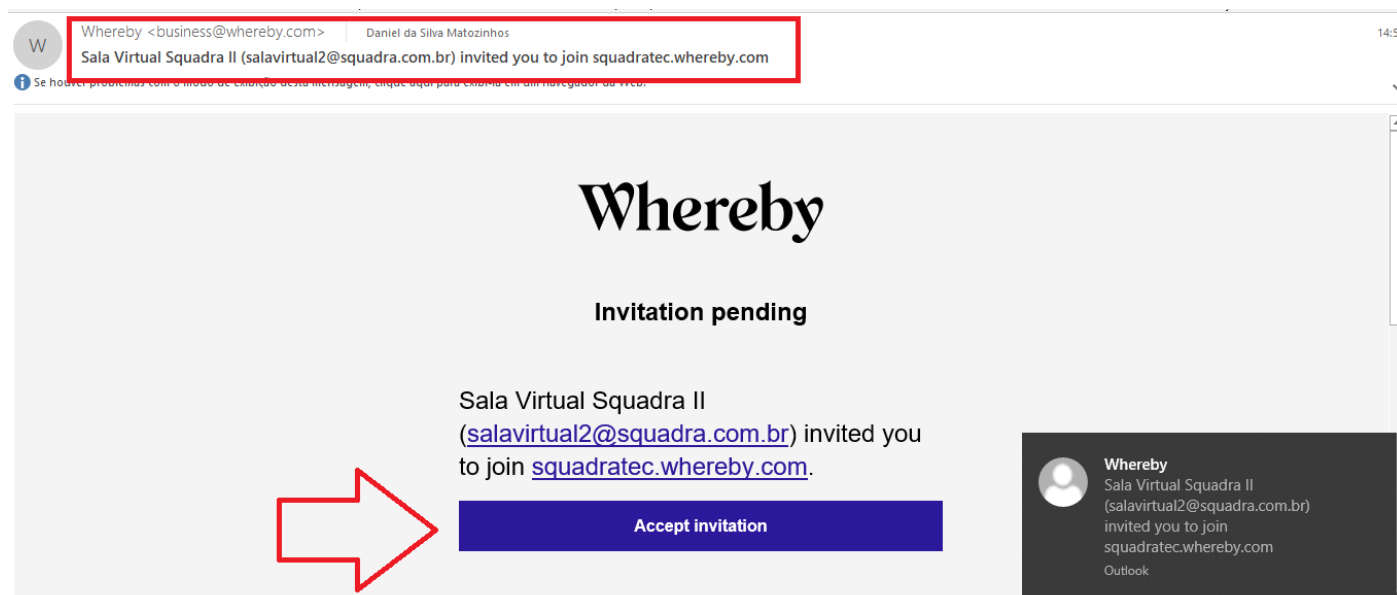 W
Whereby <business@whereby.com>
Daniel da Silva Matozinhos
14:5
Sala Virtual Squadra II (salavirtual2@squadra.com.br) invited you to join squadratec.whereby.com
Se houver problemas com o modo de exibição desta mensagem, clique aqui para exibi-la em um navegador da Web.
Whereby
Invitation pending
Sala Virtual Squadra II
(salavirtual2@squadra.com.br) invited you
to join squadratec.whereby.com.
Accept invitation
Whereby
Sala Virtual Squadra II
(salavirtual2@squadra.com.br)
invited you to join
squadratec.whereby.com
Outlook